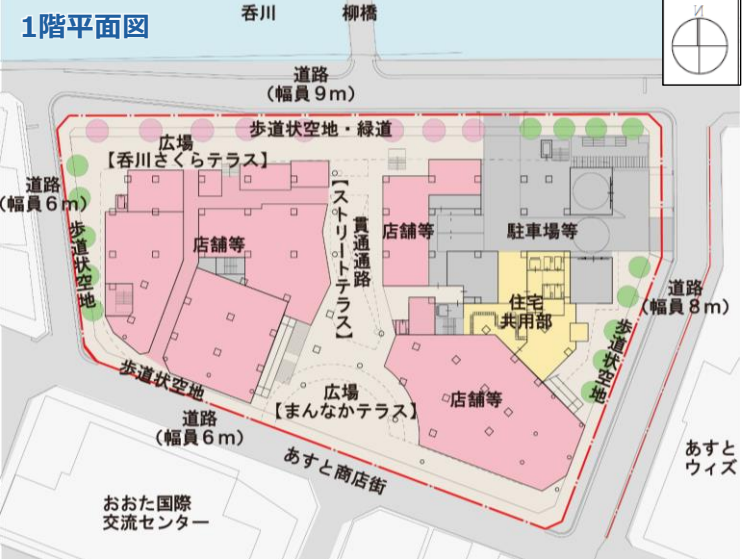 1階平面図
呑川
柳橋
N
道路
(幅員9m)
歩道状空地・緑道
広場
【呑川さくらテラス】
道路
(幅員6m)
歩道状空地
店舗等
貫通通路
【ストリートテラス】
店舗等
駐車場等
住宅
共用部
道路
(幅員8m)
歩道状空地
店舗等
広場
【まんなかテラス】
歩道状空地
道路
(幅員6m)
あすと商店街
おおた国際
交流センター
あすと
ウィズ